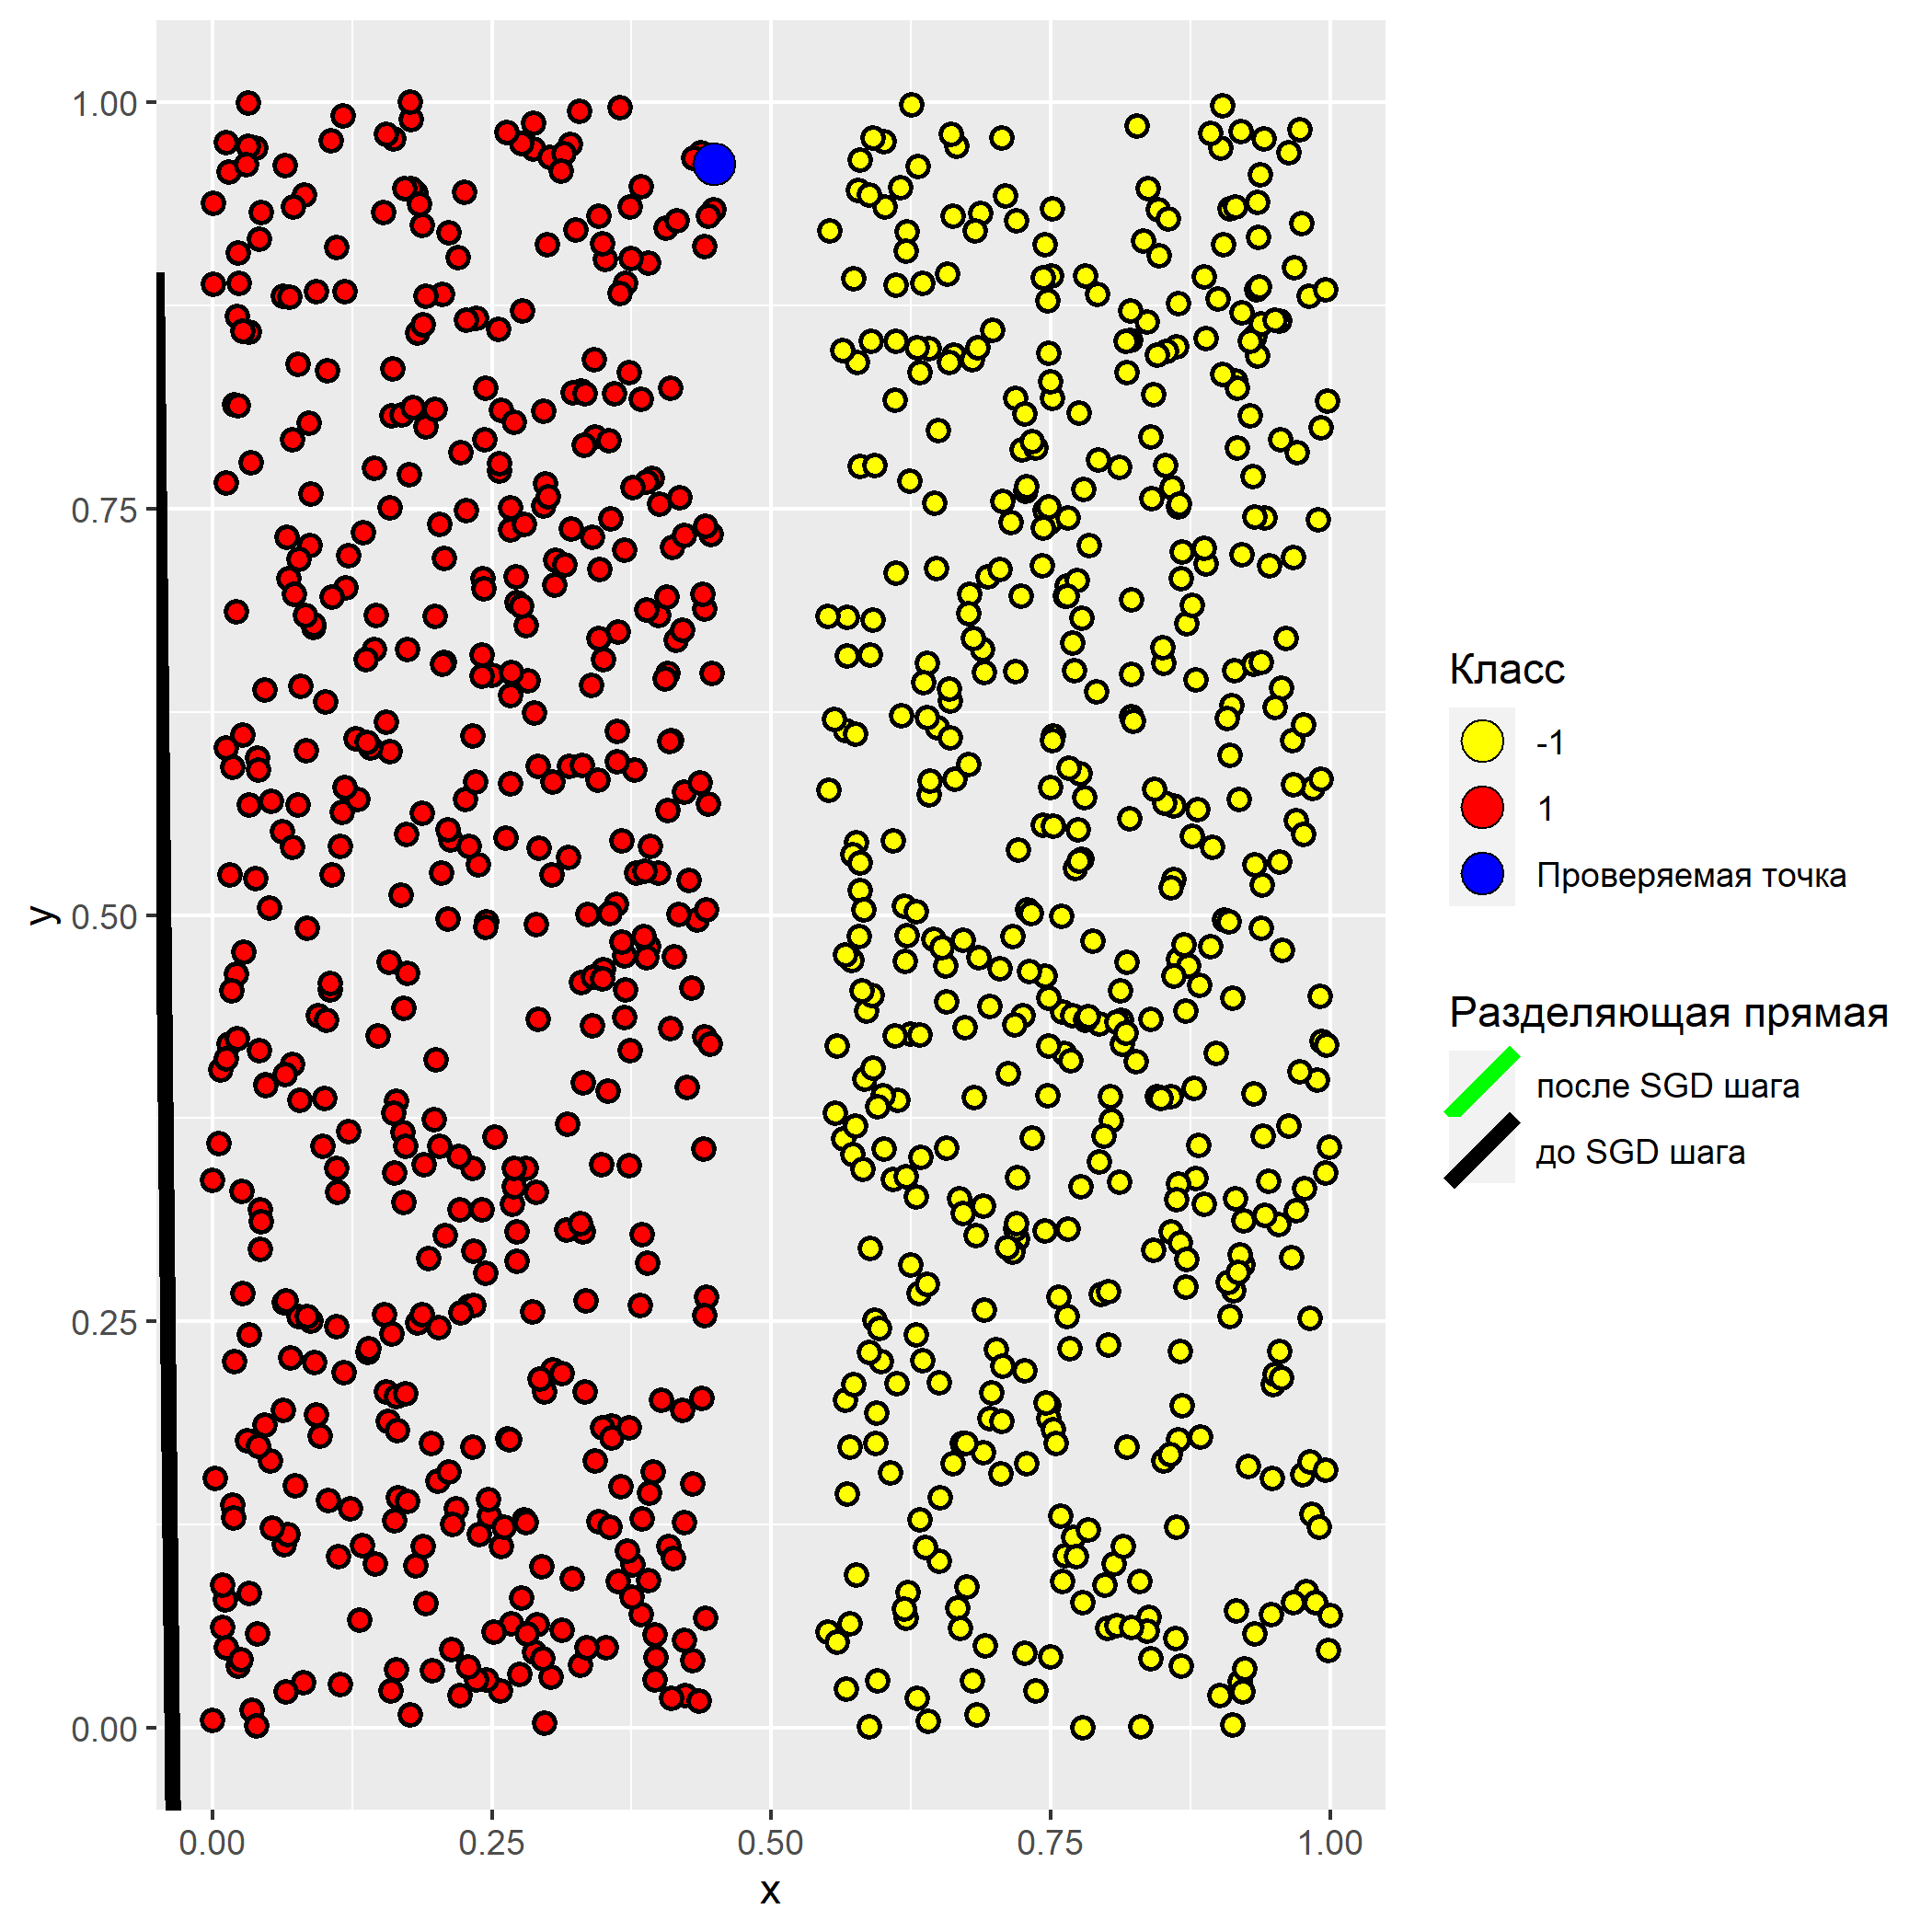 1.00
0.75
0.50
0.25
0.00
y
0.00 0.25 0.50 0.75 1.00
x
Класс
-1
1
Проверяемая точка
Разделяющая прямая
после SGD шага
до SGD шага